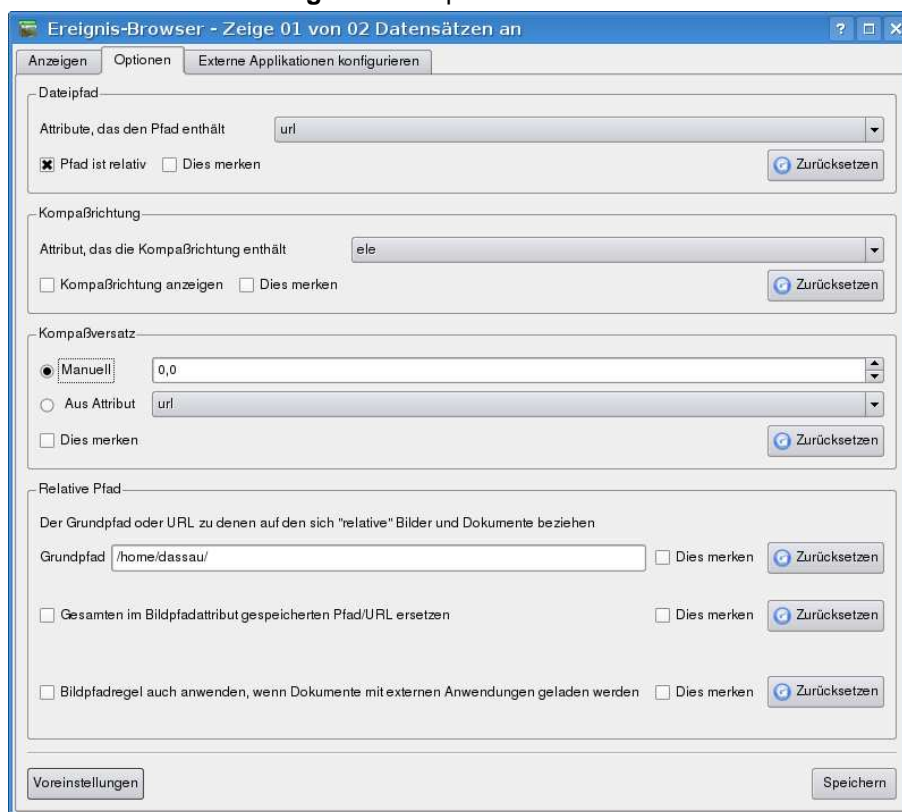 Ereignis-Browser - Zeige 01 von 02 Datensätzen an
Anzeigen Optionen Externe Applikationen konfigurieren
Dateipfad
Attribute, das den Pfad enthält url
Pfad ist relativ Dies merken Zurücksetzen
Kompaßrichtung
Attribut, das die Kompaßrichtung enthält ele
Kompaßrichtung anzeigen Dies merken Zurücksetzen
Kompaßversatz
Manuell 0,0
Aus Attribut url
Dies merken Zurücksetzen
Relative Pfad
Der Grundpfad oder URL zu denen auf den sich "relative" Bilder und Dokumente beziehen
Grundpfad /home/dassau/ Dies merken Zurücksetzen
Gesamten im Bildpfadattribut gespeicherten Pfad/URL ersetzen Dies merken Zurücksetzen
Bildpfadregel auch anwenden, wenn Dokumente mit externen Anwendungen geladen werden Dies merken Zurücksetzen
Voreinstellungen Speichern